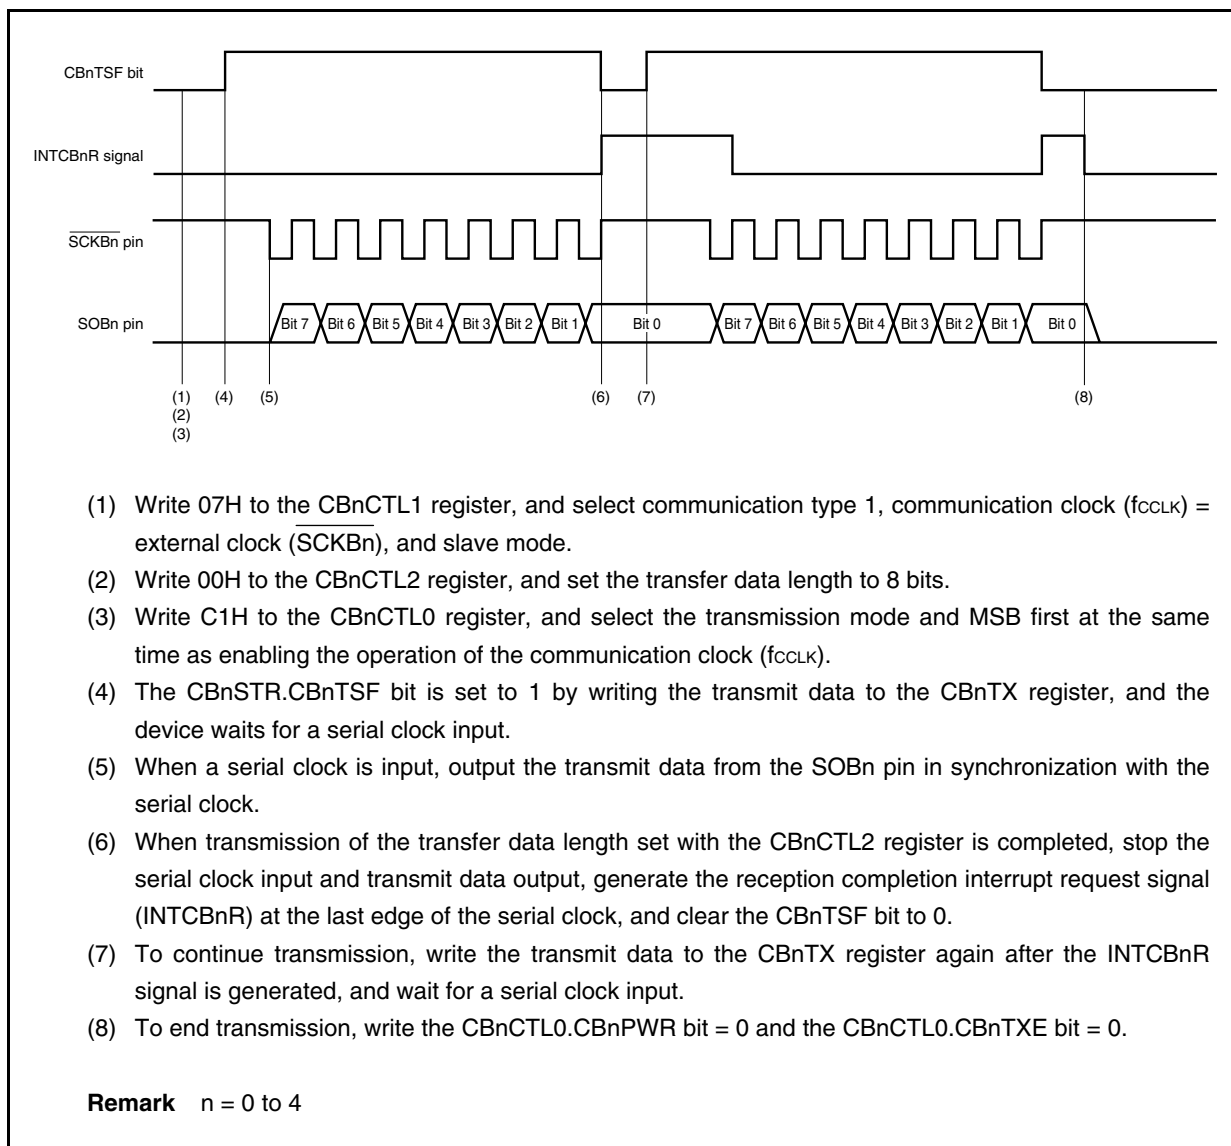 CBnTSF bit
INTCBnR signal
SCKBn pin
SOBn pin
Bit 7 Bit 6 Bit 5 Bit 4 Bit 3 Bit 2 Bit 1 Bit 0 Bit 7 Bit 6 Bit 5 Bit 4 Bit 3 Bit 2 Bit 1 Bit 0
(1) (4) (5) (6) (7) (8)
(2)
(3)
(1) Write 07H to the CBnCTL1 register, and select communication type 1, communication clock (fCCLK) =
external clock (SCKBn), and slave mode.
(2) Write 00H to the CBnCTL2 register, and set the transfer data length to 8 bits.
(3) Write C1H to the CBnCTL0 register, and select the transmission mode and MSB first at the same
time as enabling the operation of the communication clock (fCCLK).
(4) The CBnSTR.CBnTSF bit is set to 1 by writing the transmit data to the CBnTX register, and the
device waits for a serial clock input.
(5) When a serial clock is input, output the transmit data from the SOBn pin in synchronization with the
serial clock.
(6) When transmission of the transfer data length set with the CBnCTL2 register is completed, stop the
serial clock input and transmit data output, generate the reception completion interrupt request signal
(INTCBnR) at the last edge of the serial clock, and clear the CBnTSF bit to 0.
(7) To continue transmission, write the transmit data to the CBnTX register again after the INTCBnR
signal is generated, and wait for a serial clock input.
(8) To end transmission, write the CBnCTL0.CBnPWR bit = 0 and the CBnCTL0.CBnTXE bit = 0.
Remark n = 0 to 4